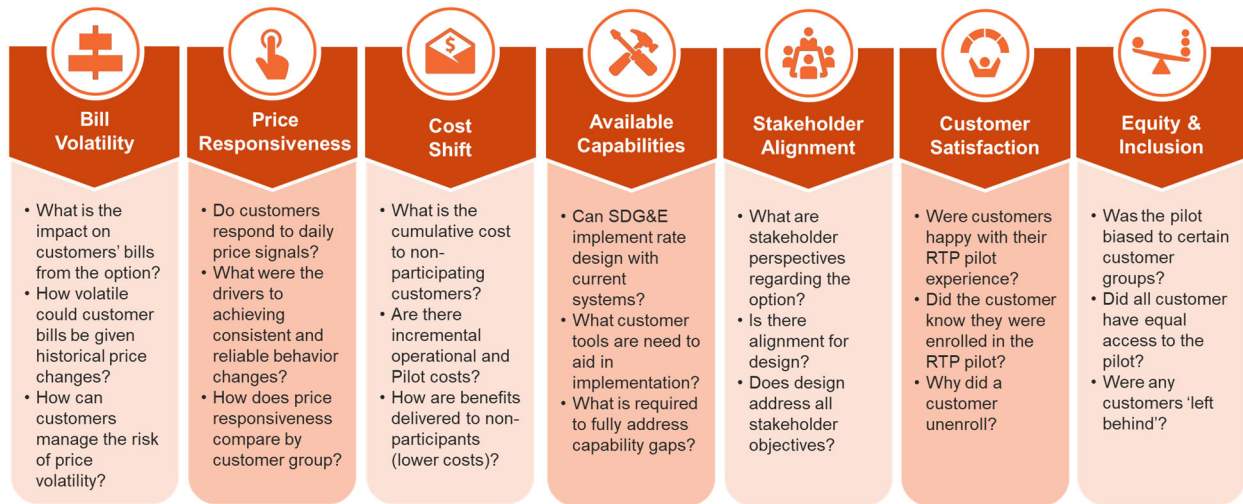 $
Bill
Volatility
• What is the
impact on
customers’ bills
from the option?
• How volatile
could customer
bills be given
historical price
changes?
• How can
customers
manage the risk
of price
volatility?
Price
Responsiveness
• Do customers
respond to daily
price signals?
• What were the
drivers to
achieving
consistent and
reliable behavior
changes?
• How does price
responsiveness
compare by
customer group?
Cost
Shift
• What is the
cumulative cost
to non-
participating
customers?
• Are there
incremental
operational and
Pilot costs?
• How are benefits
delivered to non-
participants
(lower costs)?
Available
Capabilities
• Can SDG&E
implement rate
design with
current
systems?
• What customer
tools are need to
aid in
implementation?
• What is required
to fully address
capability gaps?
Stakeholder
Alignment
• What are
stakeholder
perspectives
regarding the
option?
• Is there
alignment for
design?
• Does design
address all
stakeholder
objectives?
Customer
Satisfaction
• Were customers
happy with their
RTP pilot
experience?
• Did the customer
know they were
enrolled in the
RTP pilot?
• Why did a
customer
unenroll?
Equity &
Inclusion
• Was the pilot
biased to certain
customer
groups?
• Did all customer
have equal
access to the
pilot?
• Were any
customers ‘left
behind’?